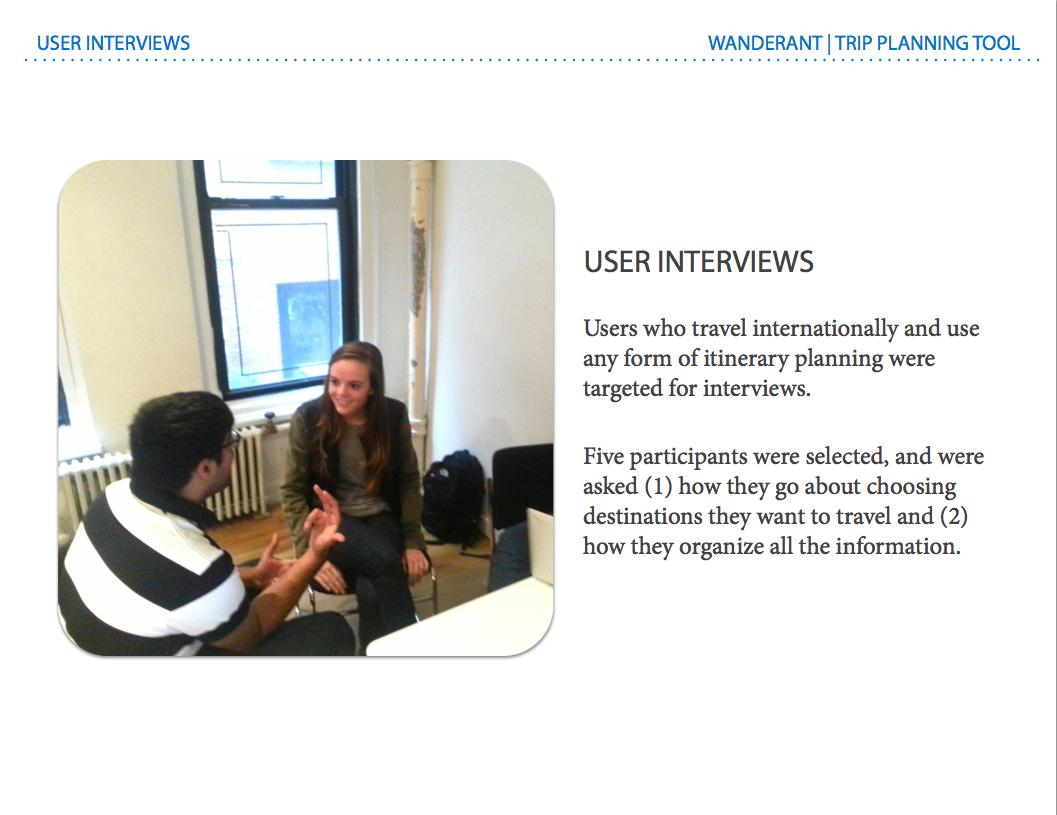 USER INTERVIEWS
WANDERANT | TRIP PLANNING TOOL
USER INTERVIEWS
Users who travel internationally and use
any form of itinerary planning were
targeted for interviews.
Five participants were selected, and were
asked (1) how they go about choosing
destinations they want to travel and (2)
how they organize all the information.